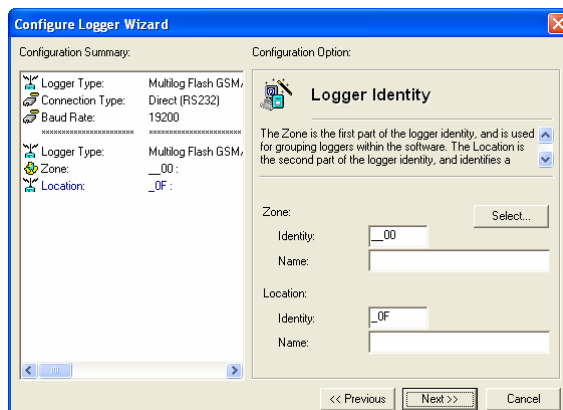 Configure Logger Wizard
Configuration Summary:
Configuration Option:
Logger Type: Multilog Flash GSM/
Connection Type: Direct (RS232)
Baud Rate: 19200
************************ ************************
Logger Type: Multilog Flash GSM/
Zone: __00 :
Location: _0F :
Logger Identity
The Zone is the first part of the logger identity, and is used
for grouping loggers within the software. The Location is
the second part of the logger identity, and identifies a
Zone:
Select...
Identity: __00
Name:
Location:
Identity: _0F
Name:
<< Previous Next >> Cancel